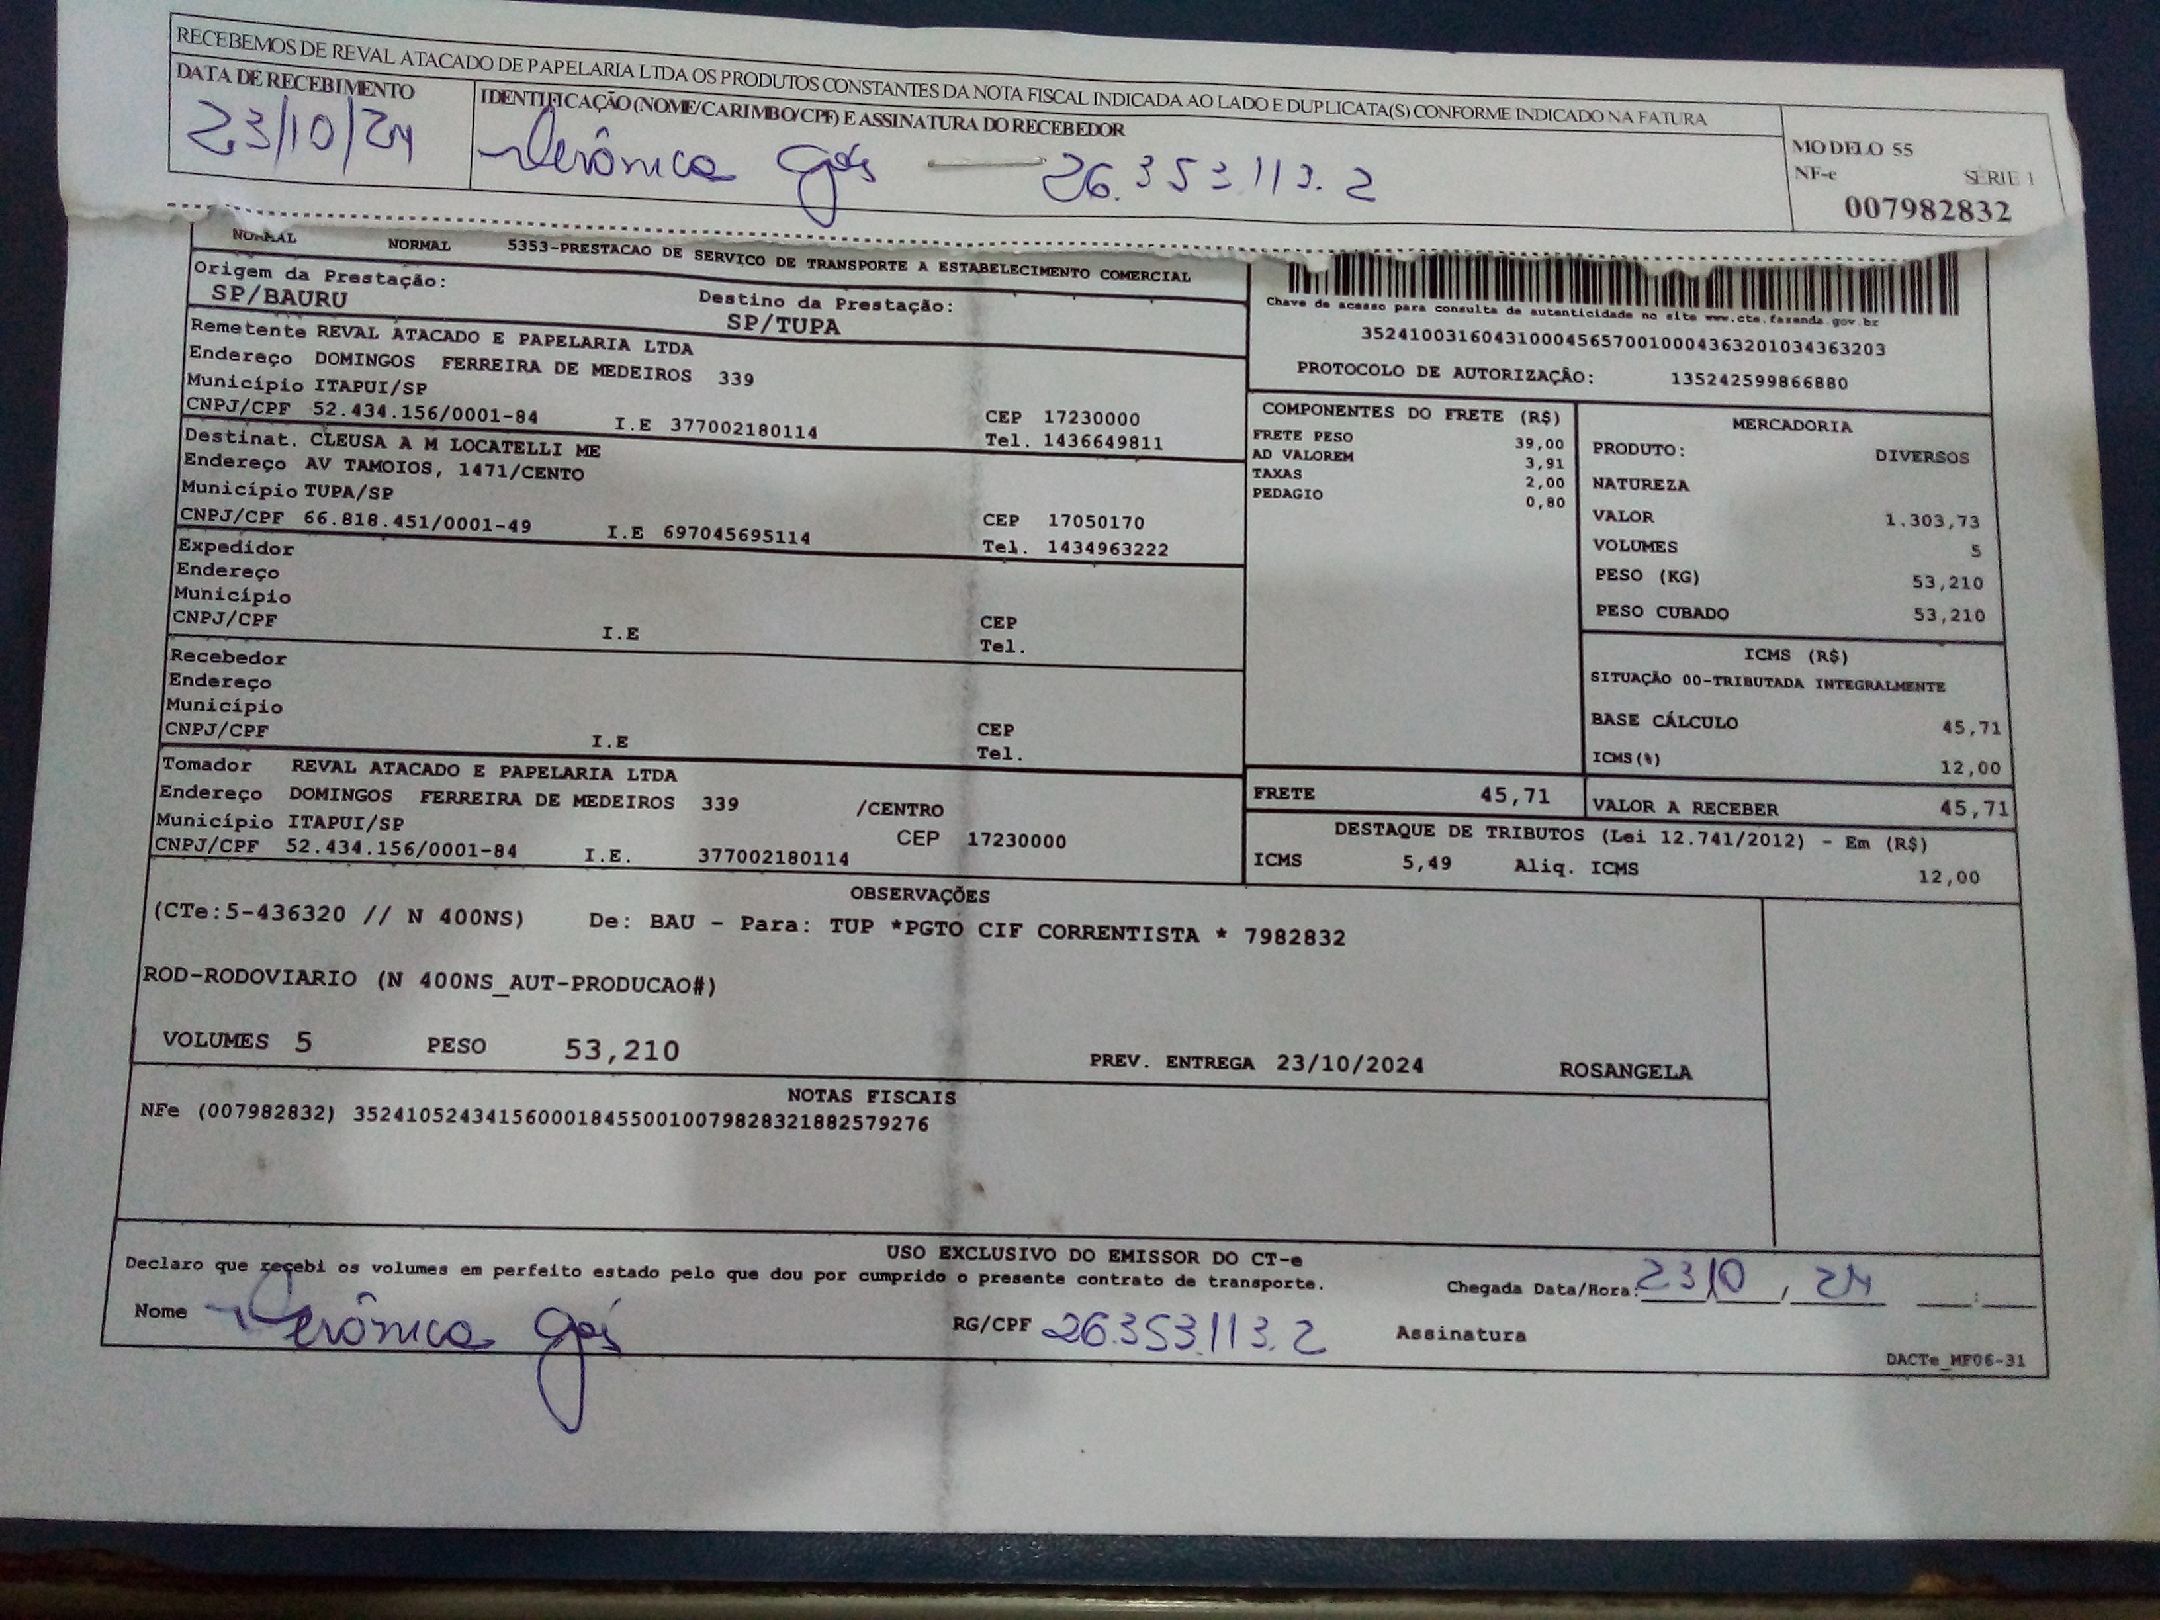 RECEBEMOS DE REVAL ATACADO DE PAPELARIA LTDA OS PRODUTOS CONSTANTES DA NOTA FISCAL INDICADA AO LADO E DUPLICATA(S) CONFORME INDICADO NA FATURA
DATA DE RECEBIMENTO IDENTIFICAÇÃO (NOME/CARIMBO/CPF) E ASSINATURA DO RECEBEDOR
23/10/24 Verônica Goés 26.353.113.2
MODELO 55
NF-e SÉRIE 1
007982832
NORMAL NORMAL 5353-PRESTACAO DE SERVICO DE TRANSPORTE A ESTABELECIMENTO COMERCIAL
Origem da Prestação: Destino da Prestação:
SP/BAURU SP/TUPA
Chave de acesso para consulta de autenticidade no site www.cte.fazenda.gov.br
35241003160431000456570010004363201034363203
PROTOCOLO DE AUTORIZAÇÃO: 135242599866880
Remetente REVAL ATACADO E PAPELARIA LTDA
Endereço DOMINGOS FERREIRA DE MEDEIROS 339
Município ITAPUI/SP CEP 17230000
CNPJ/CPF 52.434.156/0001-84 I.E 377002180114 Tel. 1436649811
Destinat. CLEUSA A M LOCATELLI ME
Endereço AV TAMOIOS, 1471/CENTO
Município TUPA/SP CEP 17050170
CNPJ/CPF 66.818.451/0001-49 I.E 697045695114 Tel. 1434963222
Expedidor
Endereço
Município CEP
CNPJ/CPF I.E Tel.
Recebedor
Endereço
Município CEP
CNPJ/CPF I.E Tel.
Tomador REVAL ATACADO E PAPELARIA LTDA
Endereço DOMINGOS FERREIRA DE MEDEIROS 339 /CENTRO
Município ITAPUI/SP CEP 17230000
CNPJ/CPF 52.434.156/0001-84 I.E. 377002180114
COMPONENTES DO FRETE (R$)
FRETE PESO 39,00
AD VALOREM 3,91
TAXAS 2,00
PEDAGIO 0,80
MERCADORIA
PRODUTO: DIVERSOS
NATUREZA
VALOR 1.303,73
VOLUMES 5
PESO (KG) 53,210
PESO CUBADO 53,210
ICMS (R$)
SITUAÇÃO 00-TRIBUTADA INTEGRALMENTE
BASE CÁLCULO 45,71
ICMS(%) 12,00
FRETE 45,71 VALOR A RECEBER 45,71
DESTAQUE DE TRIBUTOS (Lei 12.741/2012) - Em (R$)
ICMS 5,49 Aliq. ICMS 12,00
OBSERVAÇÕES
(CTe:5-436320 // N 400NS) De: BAU - Para: TUP *PGTO CIF CORRENTISTA * 7982832
ROD-RODOVIARIO (N 400NS_AUT-PRODUCAO#)
VOLUMES 5 PESO 53,210 PREV. ENTREGA 23/10/2024 ROSANGELA
NOTAS FISCAIS
NFe (007982832) 35241052434156000184550010079828321882579276
USO EXCLUSIVO DO EMISSOR DO CT-e
Declaro que recebi os volumes em perfeito estado pelo que dou por cumprido o presente contrato de transporte. Chegada Data/Hora: 23/10/24 __:__
Nome Verônica Goés RG/CPF 26.353.113.2 Assinatura
DACTe_MF06-31